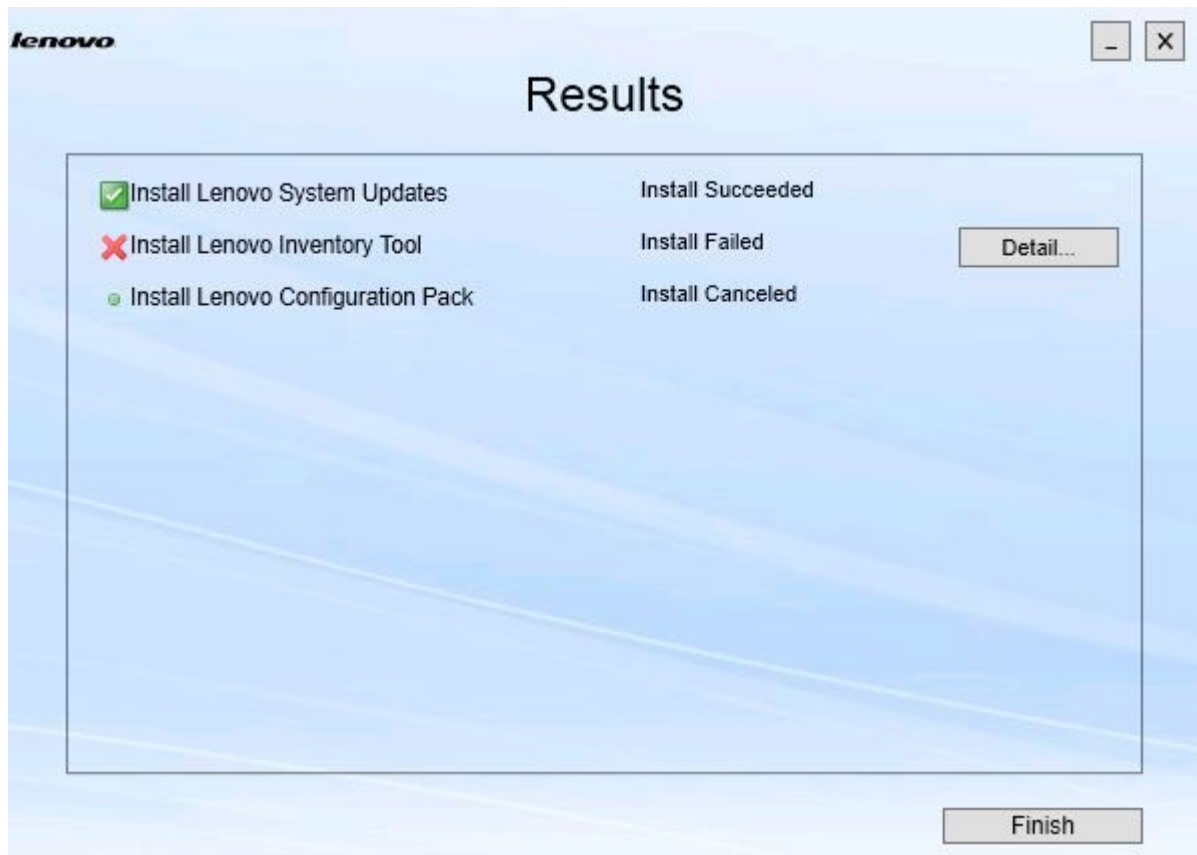 lenovo
Results
Install Lenovo System Updates Install Succeeded
Install Lenovo Inventory Tool Install Failed Detail...
Install Lenovo Configuration Pack Install Canceled
Finish